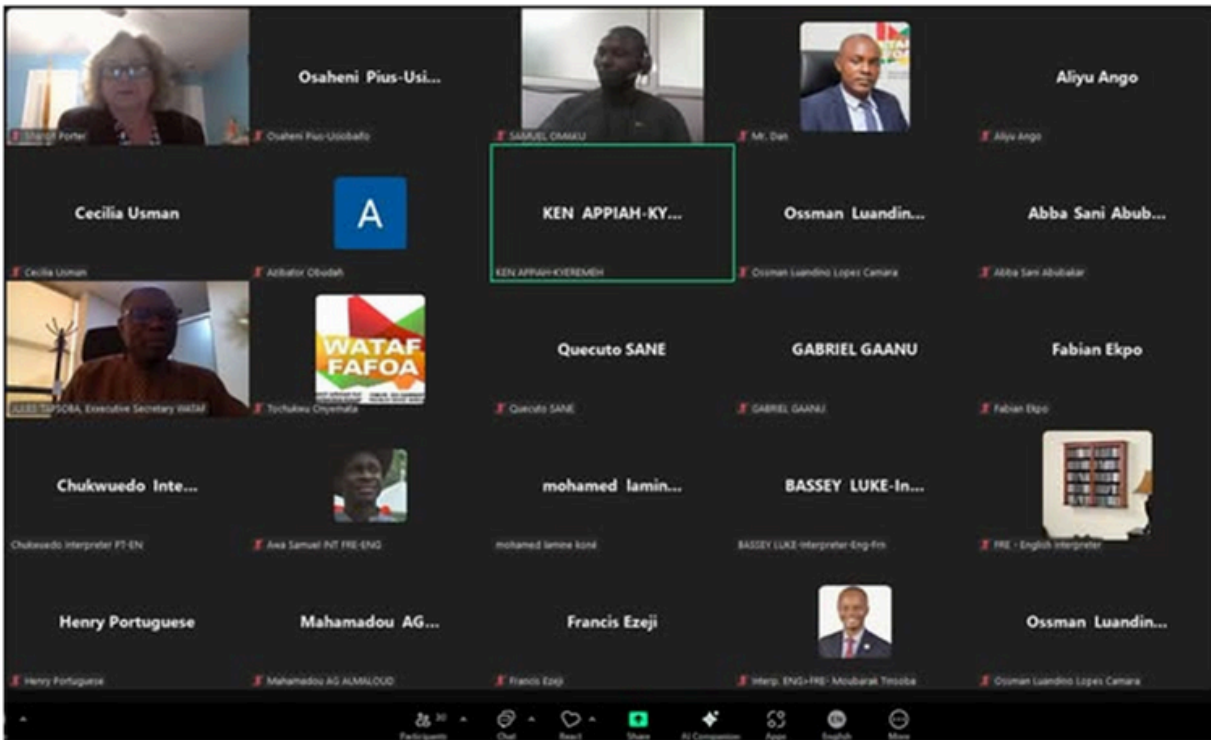 Sharon Porter
Osaheni Pius-Usi...
Osaheni Pius-Usiobaifo
SAMUEL OMAKU
Mr. Dan
Aliyu Ango
Aliyu Ango
Cecilia Usman
Cecilia Usman
A
Azibator Obudah
KEN APPIAH-KY...
KEN APPIAH-KYEREMEH
Ossman Luandin...
Ossman Luandino Lopes Camara
Abba Sani Abub...
Abba Sani Abubakar
JULES TAPSOBA, Executive Secretary WATAF
WATAF
FAFOA
Tochukwu Onyemata
Quecuto SANE
Quecuto SANE
GABRIEL GAANU
GABRIEL GAANU
Fabian Ekpo
Fabian Ekpo
Chukwuedo Inte...
Chukwuedo Interpreter PT-EN
Awa Samuel INT FRE-ENG
mohamed lamin...
mohamed lamine koné
BASSEY LUKE-In...
BASSEY LUKE-Interpreter-Eng-Frn
FRE - English Interpreter
Henry Portuguese
Henry Portuguese
Mahamadou AG...
Mahamadou AG ALMALOUD
Francis Ezeji
Francis Ezeji
Interp. ENG>FRE- Moubarak
Ossman Luandin...
Ossman Luandino Lopes Camara
30
Participants
Chat
React
Share
AI Companion
Apps
EN
English
More